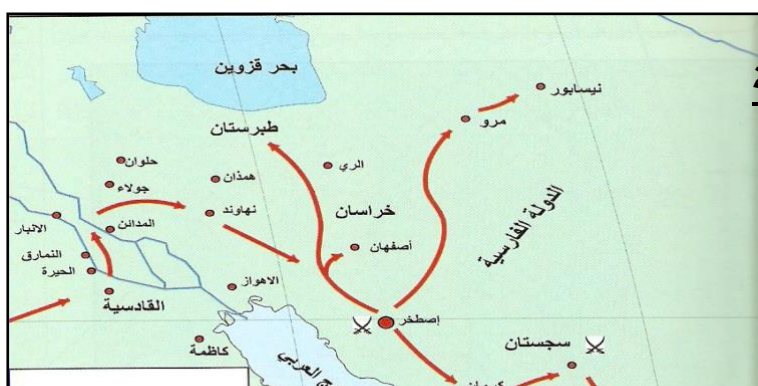 بحر قزوين
نيسابور
مرو
طبرستان
الري
حلوان
همذان
جولاء
خراسان
نهاوند
الدولة الفارسية
الانبار
المدائن
أصفهان
النمارق
الحيرة
الاهواز
القادسية
إصطخر
سجستان
كاظمة
العربي